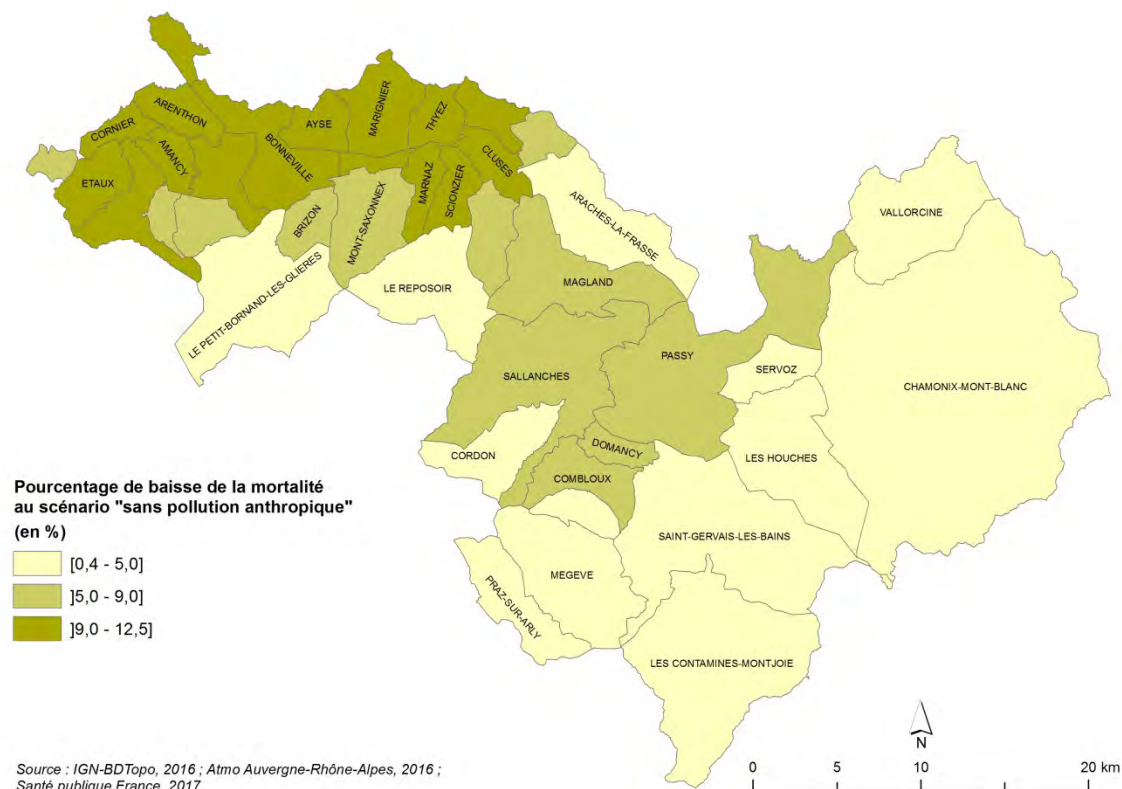 ARENTHON
CORNIER
AMANCY
ETAUX
AYSE
MARIGNIER
THYEZ
BONNEVILLE
CLUSES
MARNAZ
SCIONZIER
BRIZON
MONT-SAXONNEX
LE PETIT-BORNAND-LES-GLIERES
LE REPOSOIR
ARACHES-LA-FRASSE
MAGLAND
VALLORCINE
PASSY
SERVOZ
SALLANCHES
CHAMONIX-MONT-BLANC
CORDON
DOMANCY
LES HOUCHES
COMBLOUX
SAINT-GERVAIS-LES-BAINS
MEGEVE
PRAZ-SUR-ARLY
LES CONTAMINES-MONTJOIE
Pourcentage de baisse de la mortalité
au scénario "sans pollution anthropique"
(en %)
[0,4 - 5,0]
]5,0 - 9,0]
]9,0 - 12,5]
N
0 5 10 20 km
Source : IGN-BDTopo, 2016 ; Atmo Auvergne-Rhône-Alpes, 2016 ;
Santé publique France, 2017